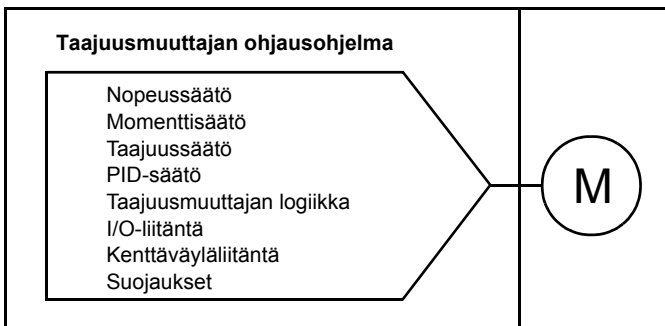 Taajuusmuuttajan ohjausohjelma
Nopeussäätö
Momenttisäätö
Taajuussäätö
PID-säätö
Taajuusmuuttajan logiikka
I/O-liitäntä
Kenttäväyläliitäntä
Suojaukset
M